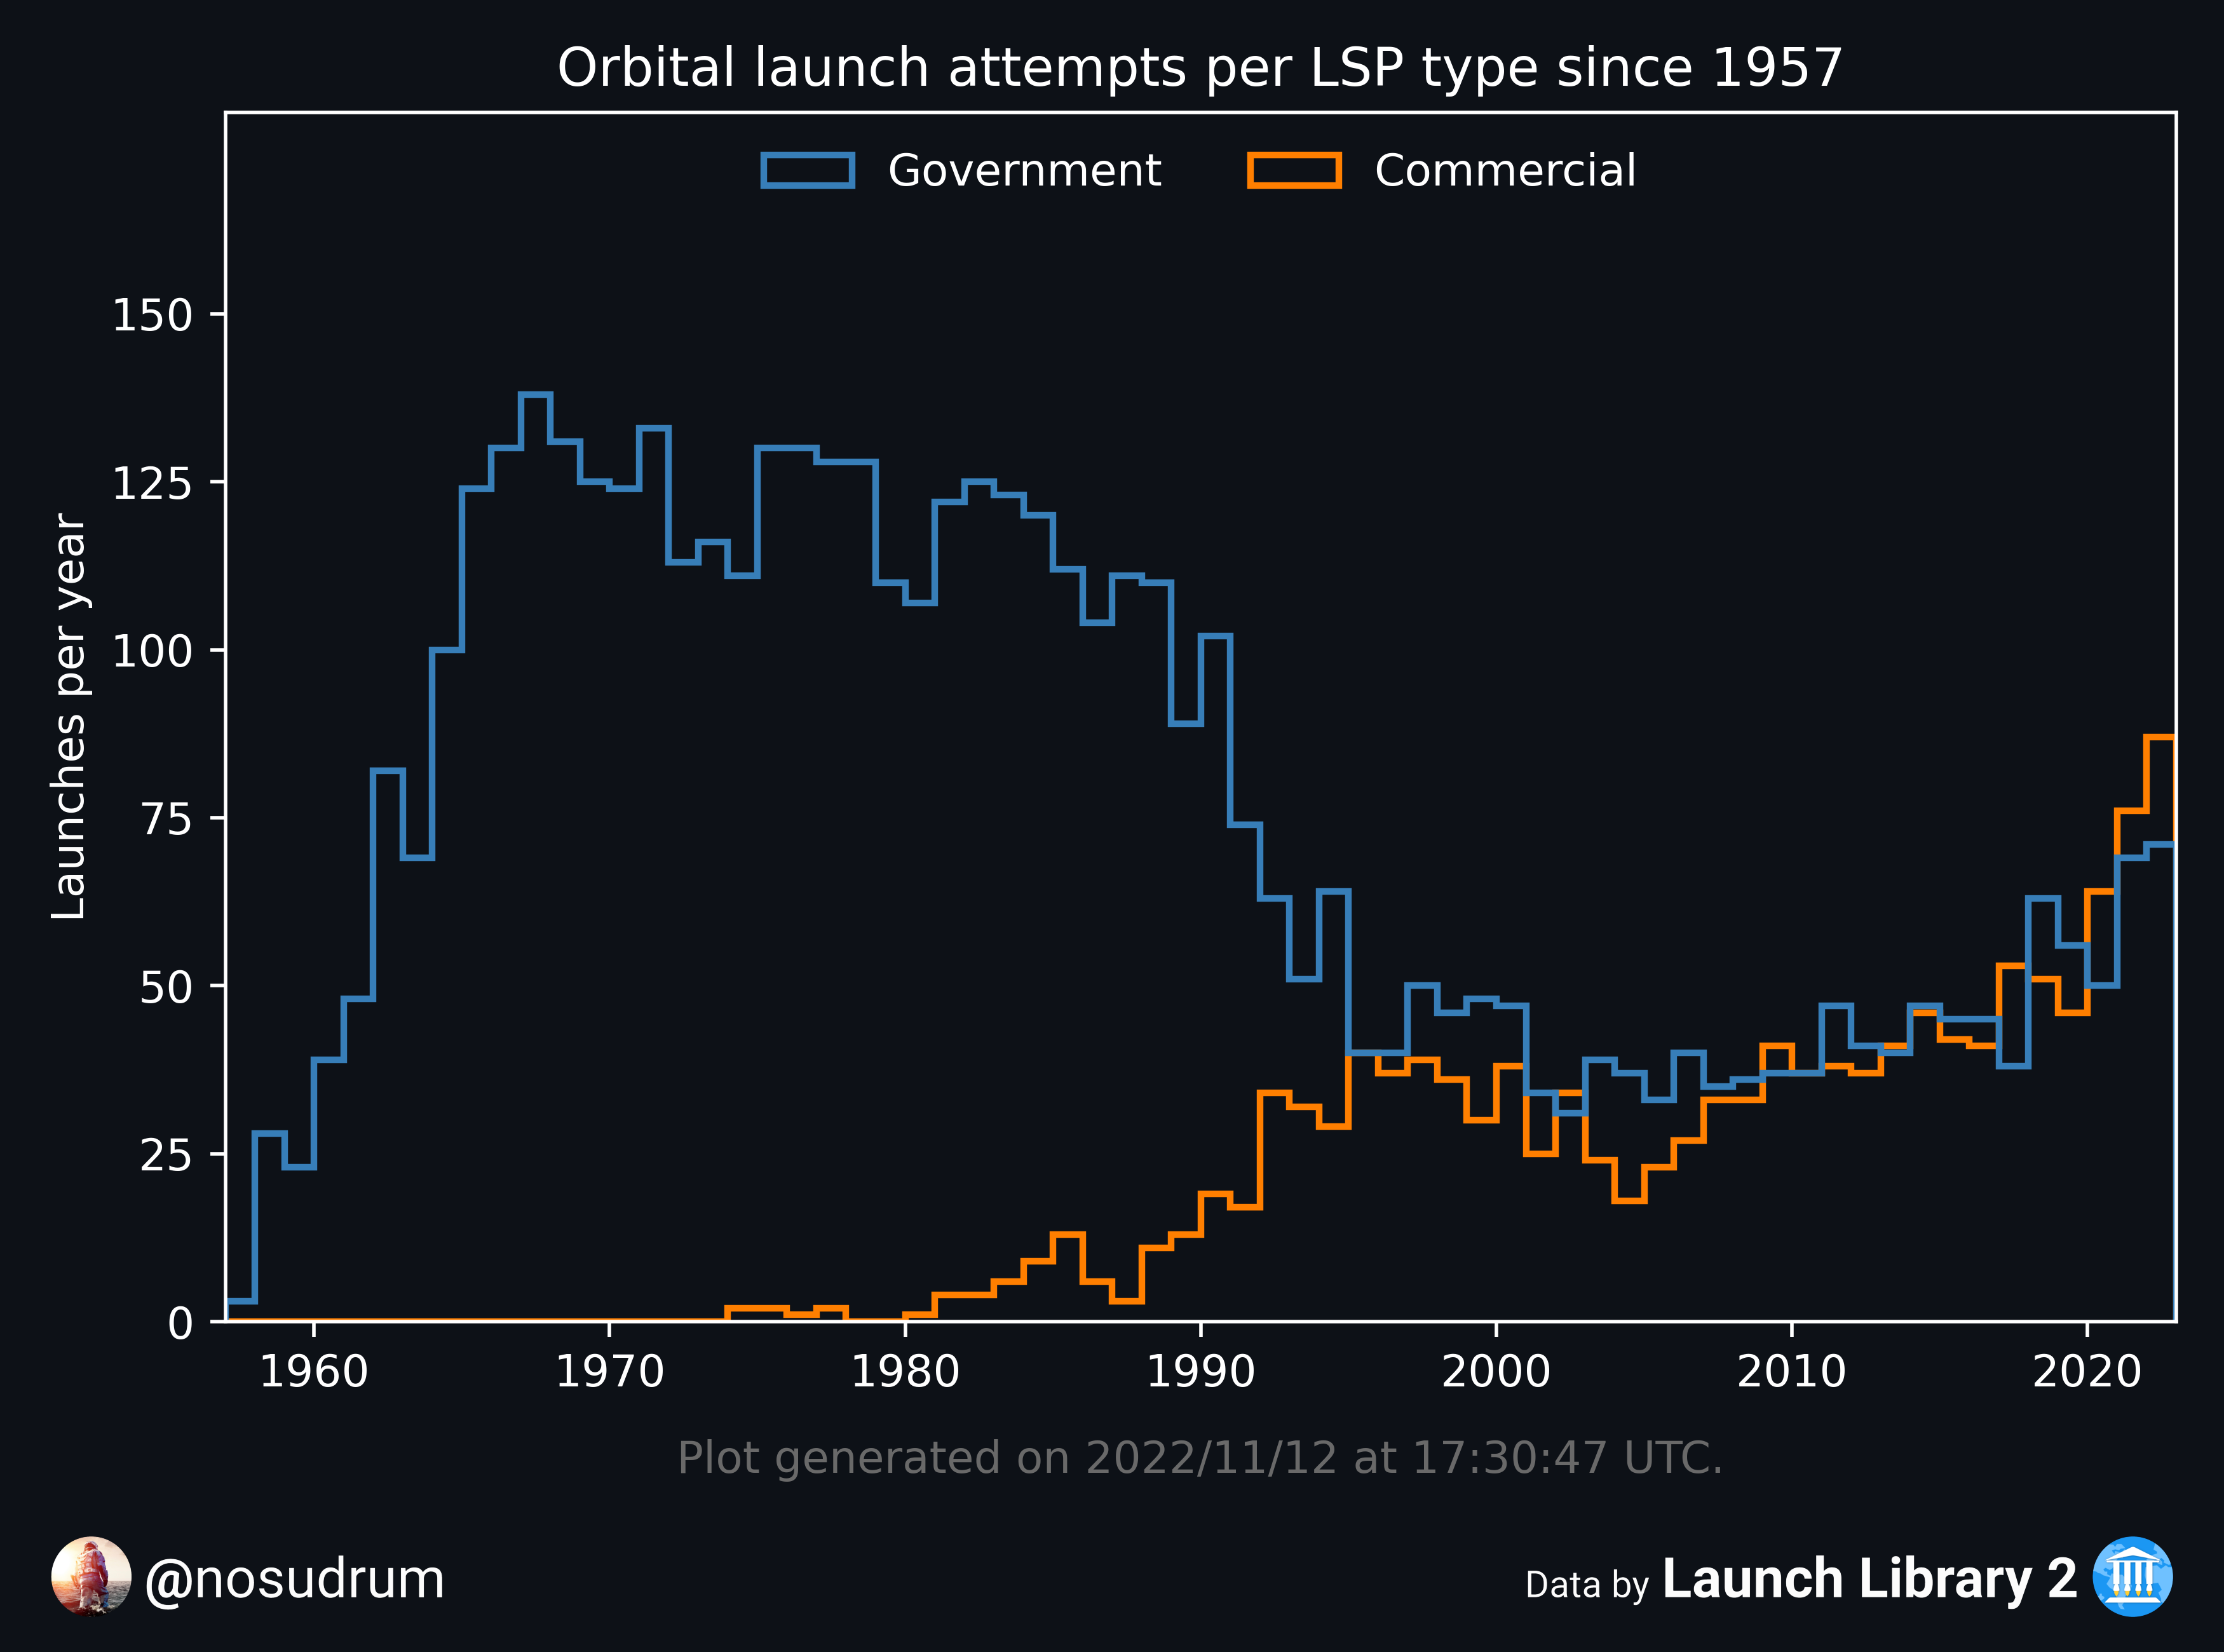 Orbital launch attempts per LSP type since 1957
Government
Commercial
Launches per year
150
125
100
75
50
25
0
1960 1970 1980 1990 2000 2010 2020
Plot generated on 2022/11/12 at 17:30:47 UTC.
@nosudrum
Data by Launch Library 2